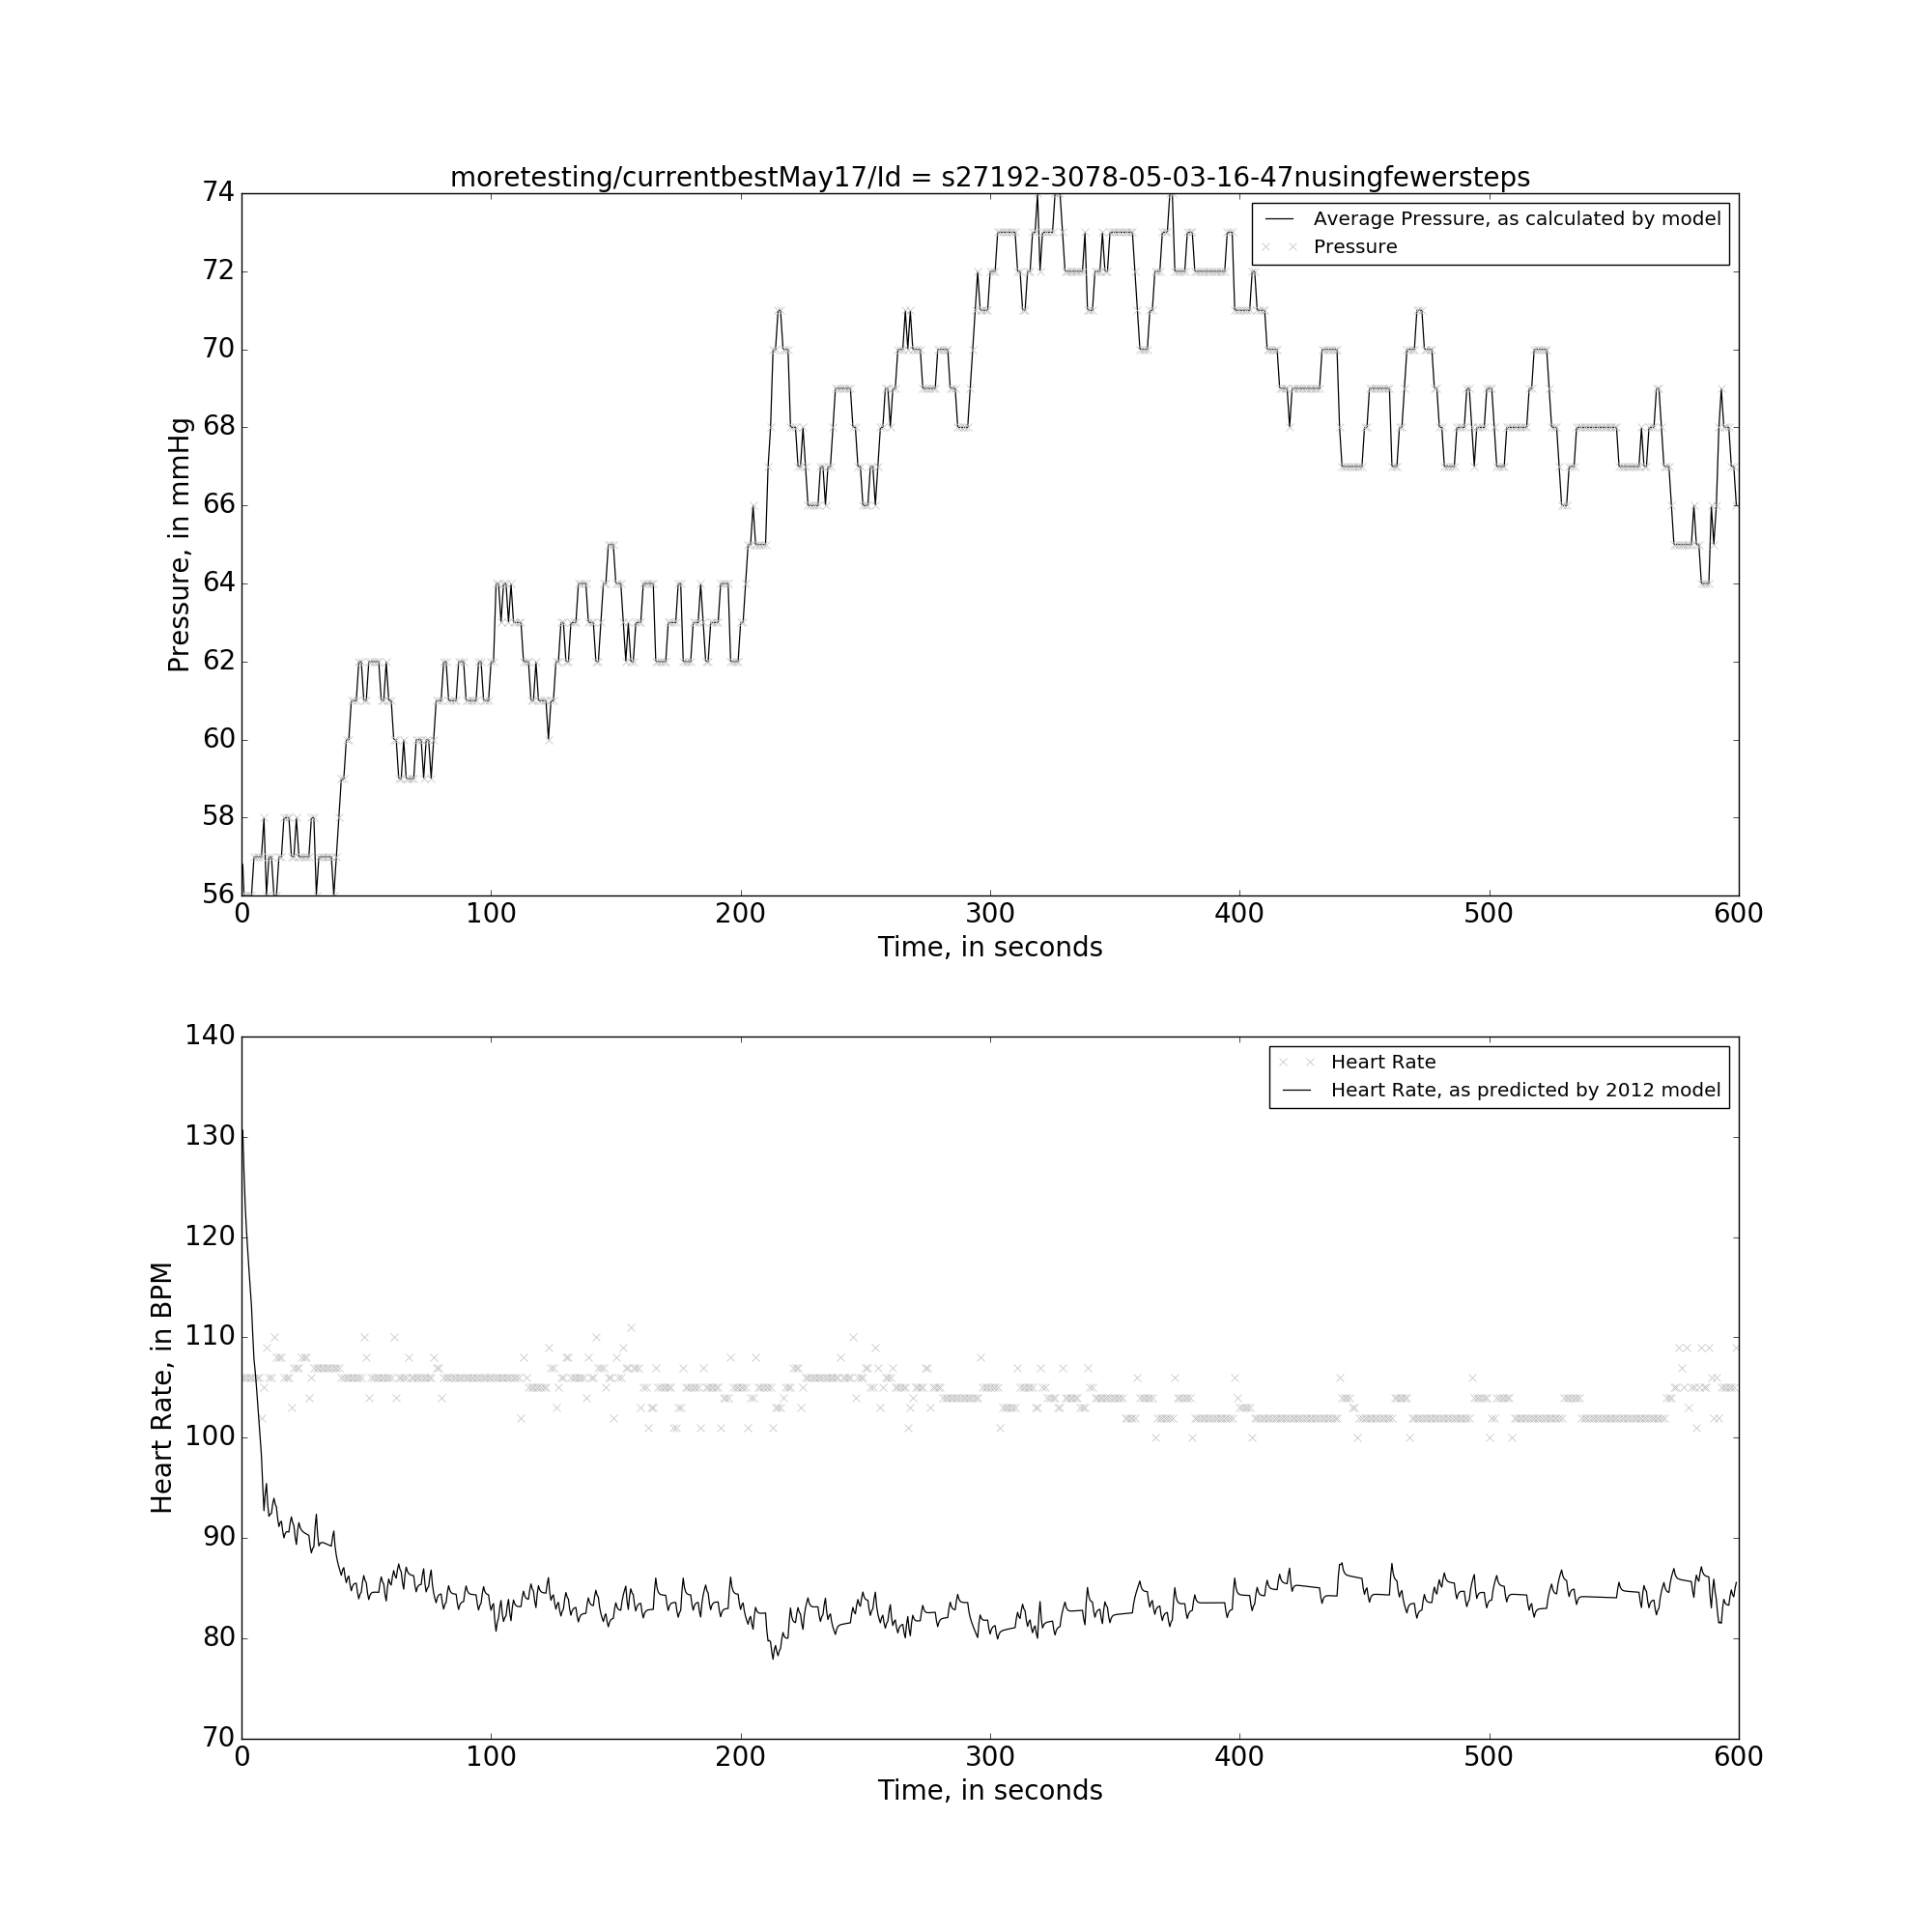 moretesting/currentbestMay17/Id = s27192-3078-05-03-16-47nusingfewersteps
74
72
70
68
66
64
62
60
58
56
Pressure, in mmHg
Average Pressure, as calculated by model
Pressure
0 100 200 300 400 500 600
Time, in seconds
140
130
120
110
100
90
80
70
Heart Rate, in BPM
Heart Rate
Heart Rate, as predicted by 2012 model
0 100 200 300 400 500 600
Time, in seconds